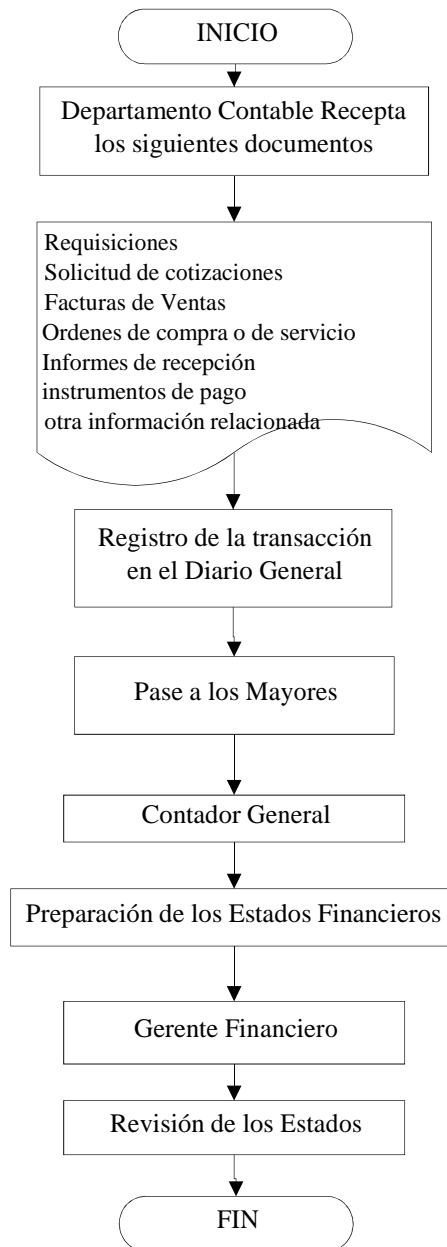 INICIO
Departamento Contable Recepta
los siguientes documentos
Requisiciones
Solicitud de cotizaciones
Facturas de Ventas
Ordenes de compra o de servicio
Informes de recepción
instrumentos de pago
otra información relacionada
Registro de la transacción
en el Diario General
Pase a los Mayores
Contador General
Preparación de los Estados Financieros
Gerente Financiero
Revisión de los Estados
FIN